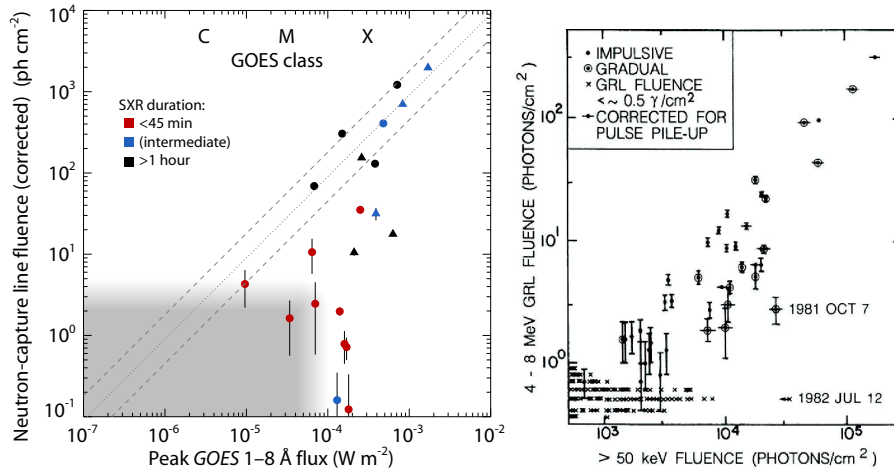 10⁴
10³
10²
10¹
10⁰
10⁻¹
Neutron-capture line fluence (corrected) (ph cm⁻²)
C M X
GOES class
SXR duration:
<45 min
(intermediate)
>1 hour
10⁻⁷ 10⁻⁶ 10⁻⁵ 10⁻⁴ 10⁻³ 10⁻²
Peak GOES 1–8 Å flux (W m⁻²)
4 - 8 MeV GRL FLUENCE (PHOTONS/CM²)
10²
10¹
10⁰
IMPULSIVE
GRADUAL
GRL FLUENCE
<~ 0.5 γ/cm²
CORRECTED FOR
PULSE PILE-UP
1981 OCT 7
1982 JUL 12
10³ 10⁴ 10⁵
> 50 keV FLUENCE (PHOTONS/CM²)